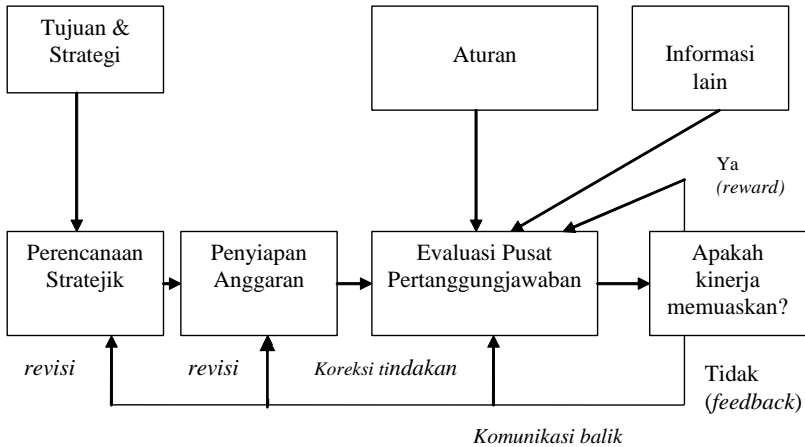 Tujuan &
Strategi
Aturan
Informasi
lain
Ya
(reward)
Perencanaan
Stratejik
Penyiapan
Anggaran
Evaluasi Pusat
Pertanggungjawaban
Apakah
kinerja
memuaskan?
revisi
revisi
Koreksi tindakan
Tidak
(feedback)
Komunikasi balik